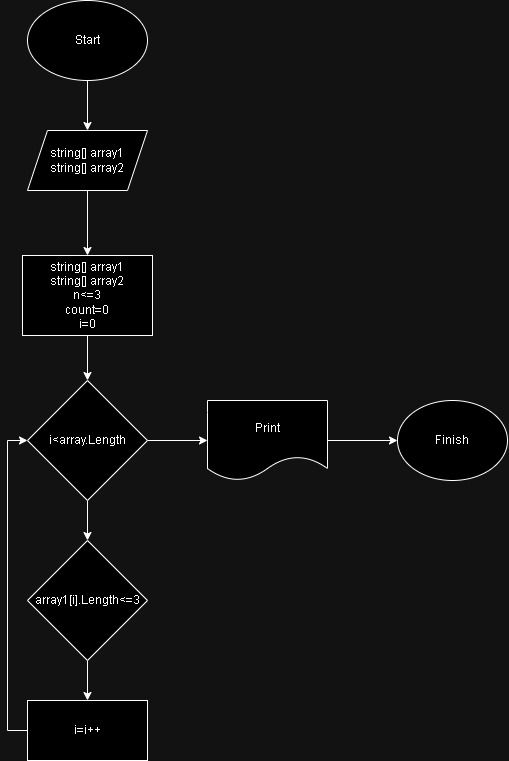 Start
string[] array1
string[] array2
string[] array1
string[] array2
n<=3
count=0
i=0
i<array.Length
Print
Finish
array1[i].Length<=3
i=i++